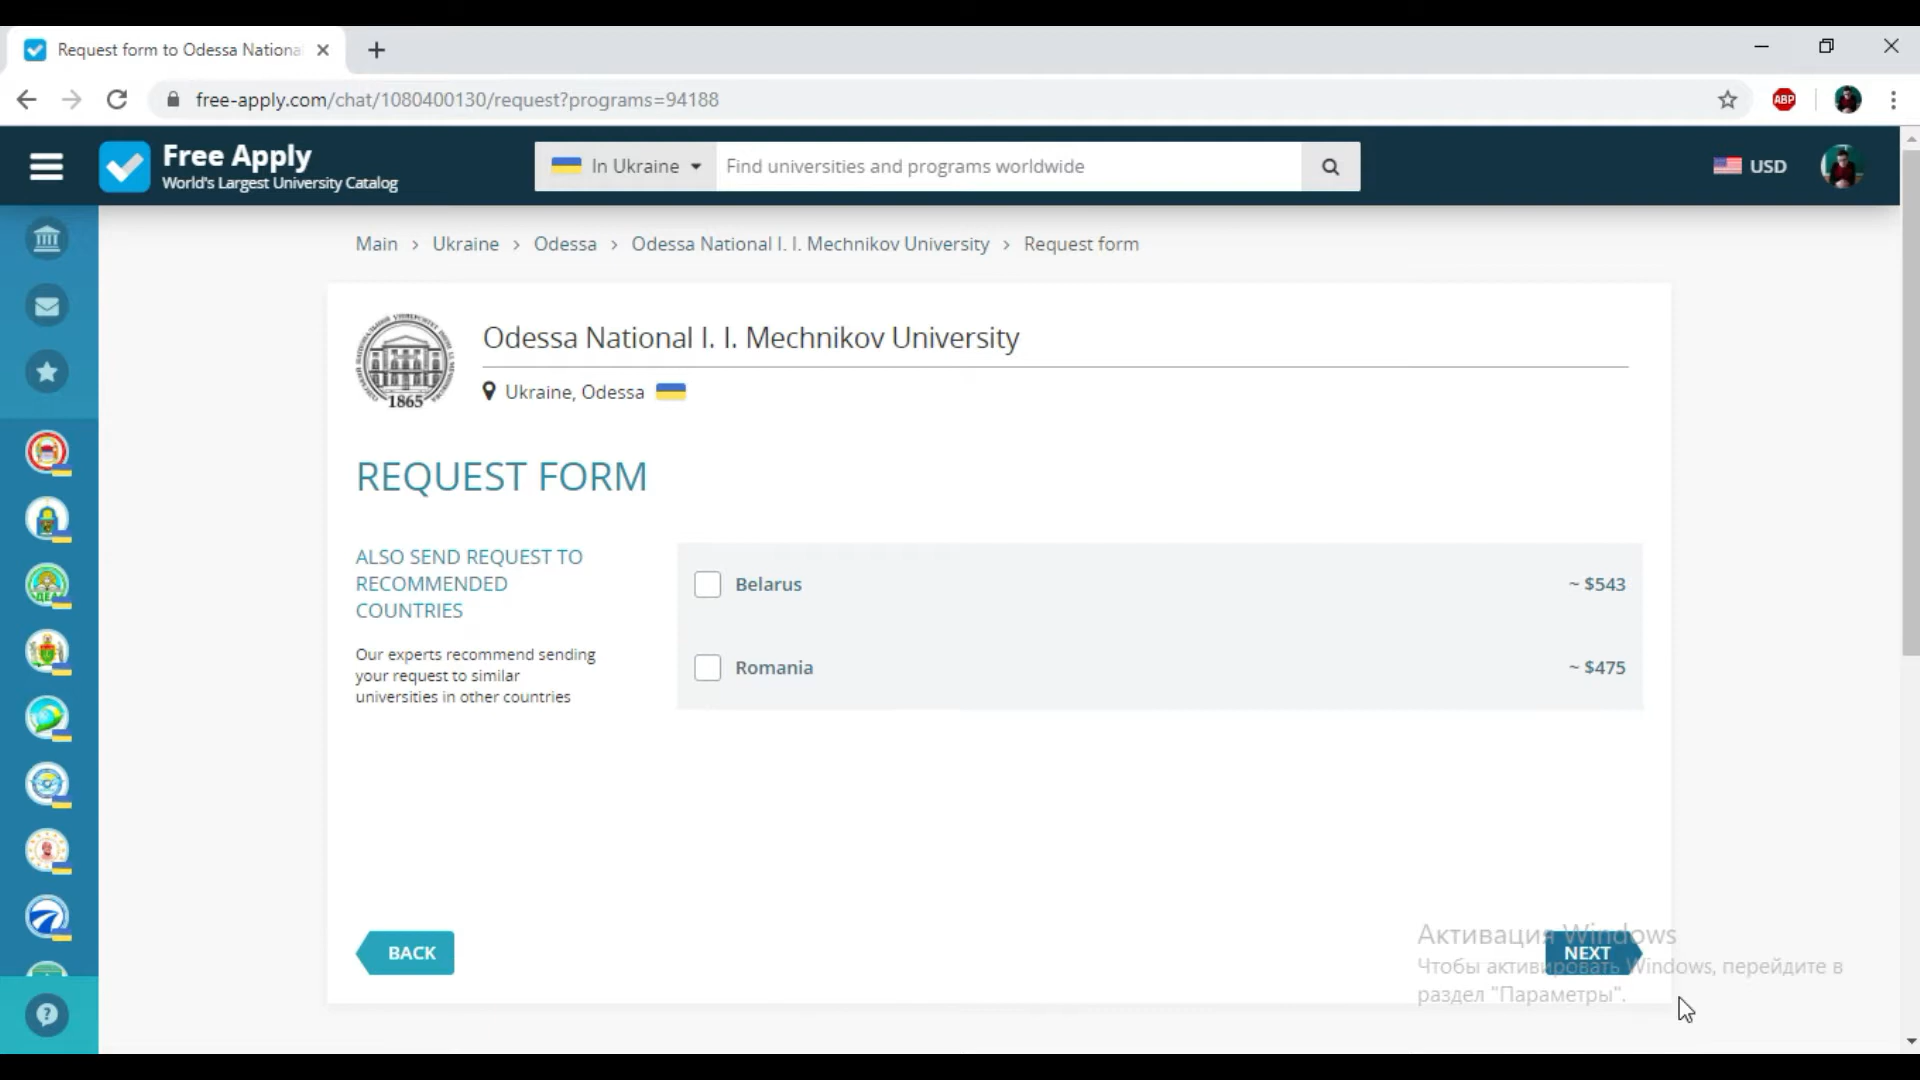 Request form to Odessa Nationa
free-apply.com/chat/1080400130/request?programs=94188
ABP
Free Apply
World's Largest University Catalog
In Ukraine
Find universities and programs worldwide
USD
Main > Ukraine > Odessa > Odessa National I. I. Mechnikov University > Request form
Odessa National I. I. Mechnikov University
1865
Ukraine, Odessa
REQUEST FORM
ALSO SEND REQUEST TO
RECOMMENDED
COUNTRIES
Our experts recommend sending
your request to similar
universities in other countries
Belarus ~ $543
Romania ~ $475
BACK
NEXT
Активация Windows
Чтобы активировать Windows, перейдите в
раздел "Параметры".